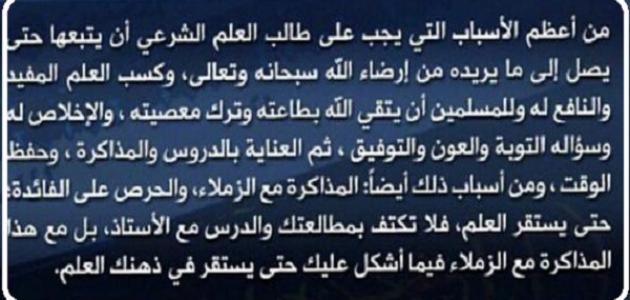 من أعظم الأسباب التي يجب على طالب العلم الشرعي أن يتبعها حتى
يصل إلى ما يريده من إرضاء الله سبحانه وتعالى، وكسب العلم المفيد
والنافع له وللمسلمين أن يتقي الله بطاعته وترك معصيته ، والإخلاص له
وسؤاله التوبة والعون والتوفيق ، ثم العناية بالدروس والمذاكرة ، وحفظ
الوقت ، ومن أسباب ذلك أيضاً: المذاكرة مع الزملاء، والحرص على الفائدة؛
حتى يستقر العلم، فلا تكتف بمطالعتك والدرس مع الأستاذ، بل مع هذا
المذاكرة مع الزملاء فيما أشكل عليك حتى يستقر في ذهنك العلم.